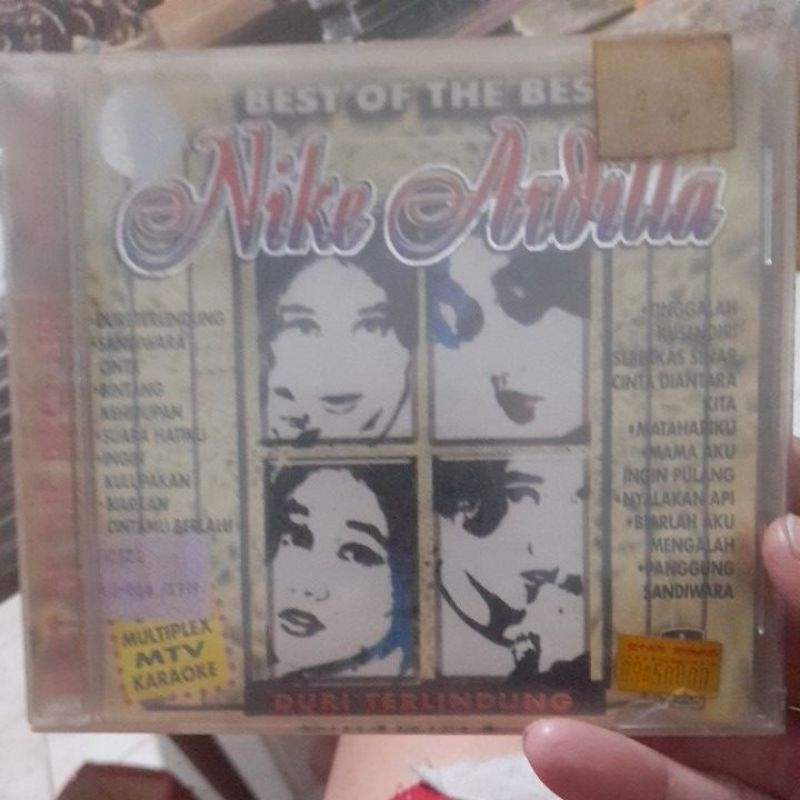 BEST OF THE BES
Nike Ardilla
DURI TERLINDUNG
•SANDIWARA
CINTA
•BINTANG
KEHIDUPAN
•SUARA HATIKU
•INGIN
KULUPAKAN
•BIARKAN
CINTAMU BERLALU
•TINGGALAH
KUSENDIRI
SEBERKAS SINAR
CINTA DIANTARA
KITA
•MATAHARIKU
•MAMA AKU
INGIN PULANG
•NYALAKAN API
•BIARLAH AKU
MENGALAH
•PANGGUNG
SANDIWARA
MULTIPLEX
MTV
KARAOKE
DURI TERLINDUNG